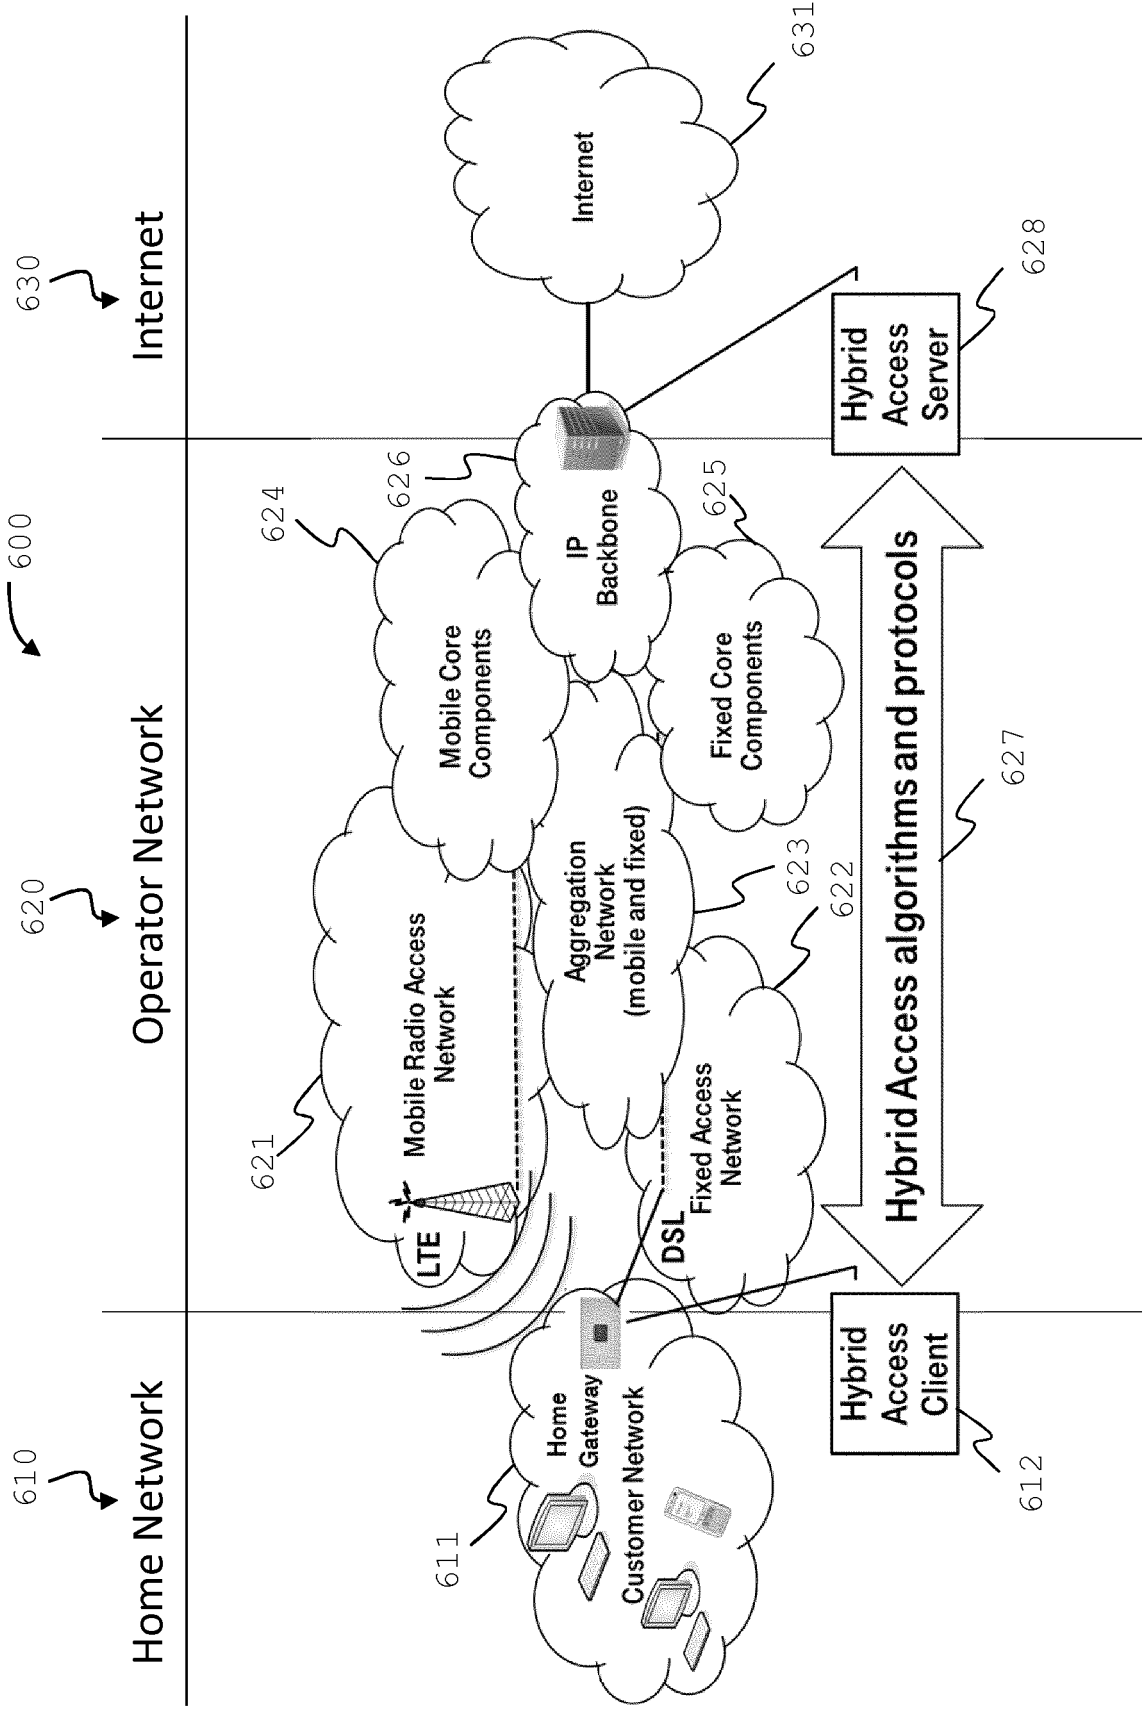 600
610
620
630
Home Network
Operator Network
Internet
621
624
626
LTE
Mobile Radio Access
Network
Mobile Core
Components
611
Home
Gateway
Customer Network
Aggregation
Network
(mobile and fixed)
IP
Backbone
Internet
631
DSL
Fixed Access
Network
Fixed Core
Components
622
623
625
Hybrid
Access
Client
Hybrid Access algorithms and protocols
Hybrid
Access
Server
612
627
628